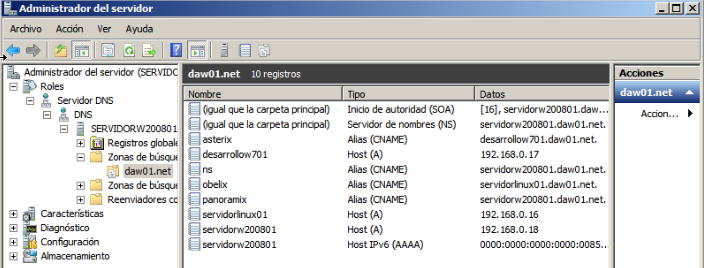 Administrador del servidor
Archivo Acción Ver Ayuda
Administrador del servidor (SERVIDC
Roles
Servidor DNS
DNS
SERVIDORW200801
Registros globale
Zonas de búsque
daw01.net
Zonas de búsque
Reenviadores co
Características
Diagnóstico
Configuración
Almacenamiento
daw01.net 10 registros
Nombre Tipo Datos
(igual que la carpeta principal) Inicio de autoridad (SOA) [16], servidorw200801.daw...
(igual que la carpeta principal) Servidor de nombres (NS) servidorw200801.daw01.net.
asterix Alias (CNAME) desarrollow701.daw01.net.
desarrollow701 Host (A) 192.168.0.17
ns Alias (CNAME) servidorw200801.daw01.net.
obelix Alias (CNAME) servidorlinux01.daw01.net.
panoramix Alias (CNAME) servidorw200801.daw01.net.
servidorlinux01 Host (A) 192.168.0.16
servidorw200801 Host (A) 192.168.0.18
servidorw200801 Host IPv6 (AAAA) 0000:0000:0000:0000:0085...
Acciones
daw01.net
Accion...